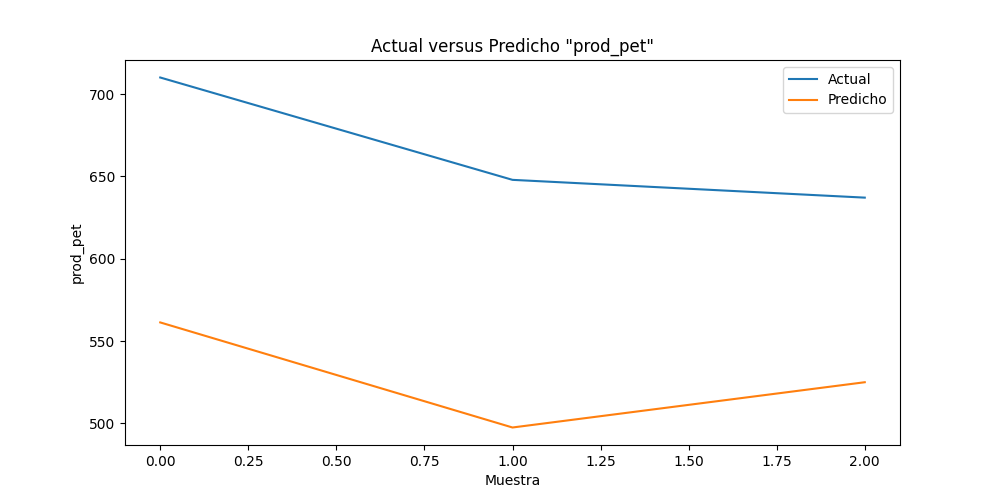 Actual versus Predicho "prod_pet"
Actual
Predicho
prod_pet
700
650
600
550
500
0.00 0.25 0.50 0.75 1.00 1.25 1.50 1.75 2.00
Muestra